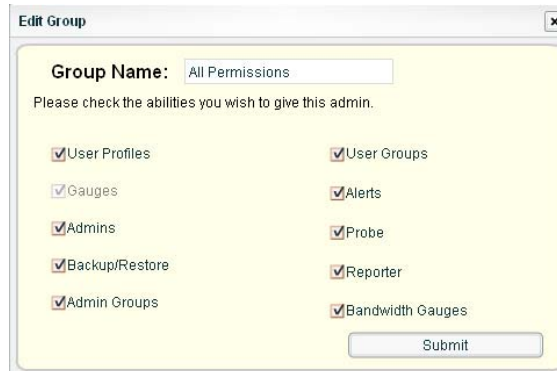 Edit Group
Group Name: All Permissions
Please check the abilities you wish to give this admin.
User Profiles
User Groups
Gauges
Alerts
Admins
Probe
Backup/Restore
Reporter
Admin Groups
Bandwidth Gauges
Submit